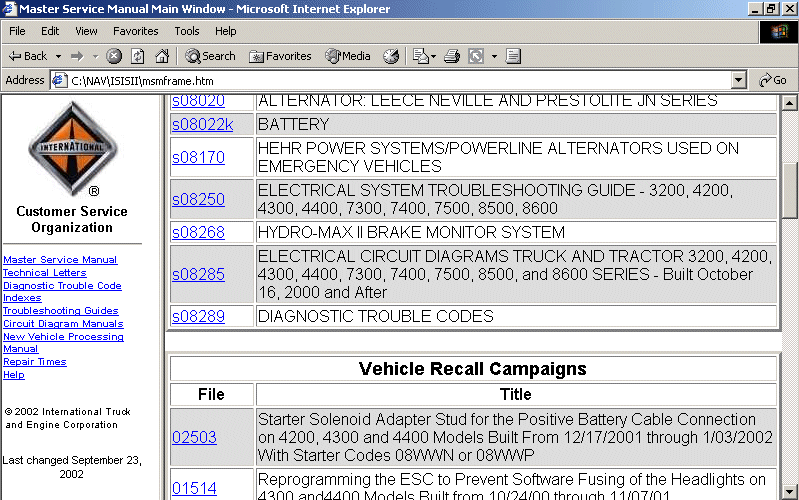 Master Service Manual Main Window - Microsoft Internet Explorer
File Edit View Favorites Tools Help
Back Search Favorites Media
Address C:\NAV\ISISII\msmframe.htm Go
INTERNATIONAL
®
Customer Service
Organization
Master Service Manual
Technical Letters
Diagnostic Trouble Code
Indexes
Troubleshooting Guides
Circuit Diagram Manuals
New Vehicle Processing
Manual
Repair Times
Help
© 2002 International Truck
and Engine Corporation
Last changed September 23,
2002
s08020 ALTERNATOR: LEECE NEVILLE AND PRESTOLITE JN SERIES
s08022k BATTERY
s08170 HEHR POWER SYSTEMS/POWERLINE ALTERNATORS USED ON
EMERGENCY VEHICLES
s08250 ELECTRICAL SYSTEM TROUBLESHOOTING GUIDE - 3200, 4200,
4300, 4400, 7300, 7400, 7500, 8500, 8600
s08268 HYDRO-MAX II BRAKE MONITOR SYSTEM
s08285 ELECTRICAL CIRCUIT DIAGRAMS TRUCK AND TRACTOR 3200, 4200,
4300, 4400, 7300, 7400, 7500, 8500, and 8600 SERIES - Built October
16, 2000 and After
s08289 DIAGNOSTIC TROUBLE CODES
Vehicle Recall Campaigns
File Title
02503 Starter Solenoid Adapter Stud for the Positive Battery Cable Connection
on 4200, 4300 and 4400 Models Built From 12/17/2001 through 1/03/2002
With Starter Codes 08WWN or 08WWP
01514 Reprogramming the ESC to Prevent Software Fusing of the Headlights on
4300 and4400 Models Built from 10/24/00 through 11/07/01